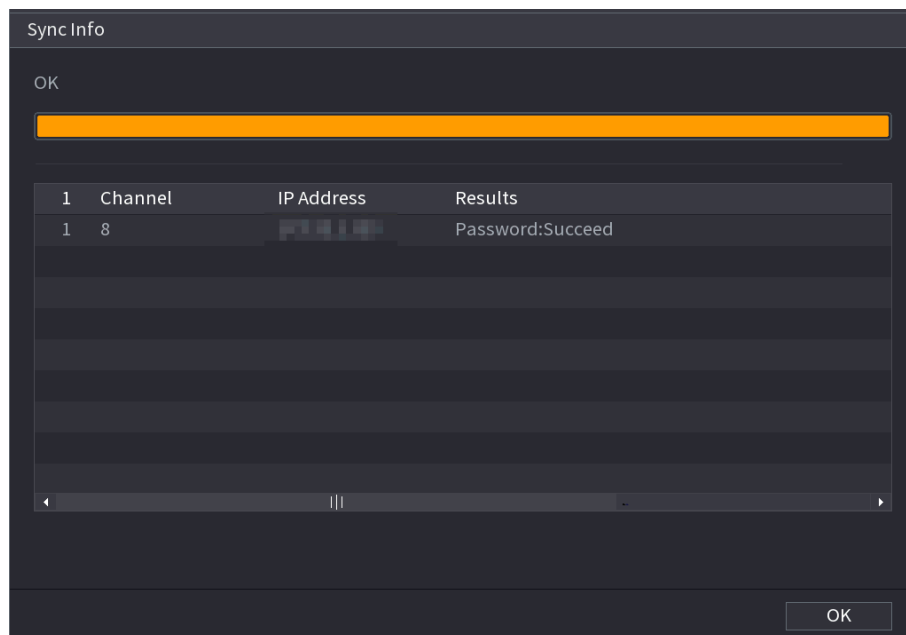 Sync Info
OK
1 Channel IP Address Results
1 8 Password:Succeed
OK